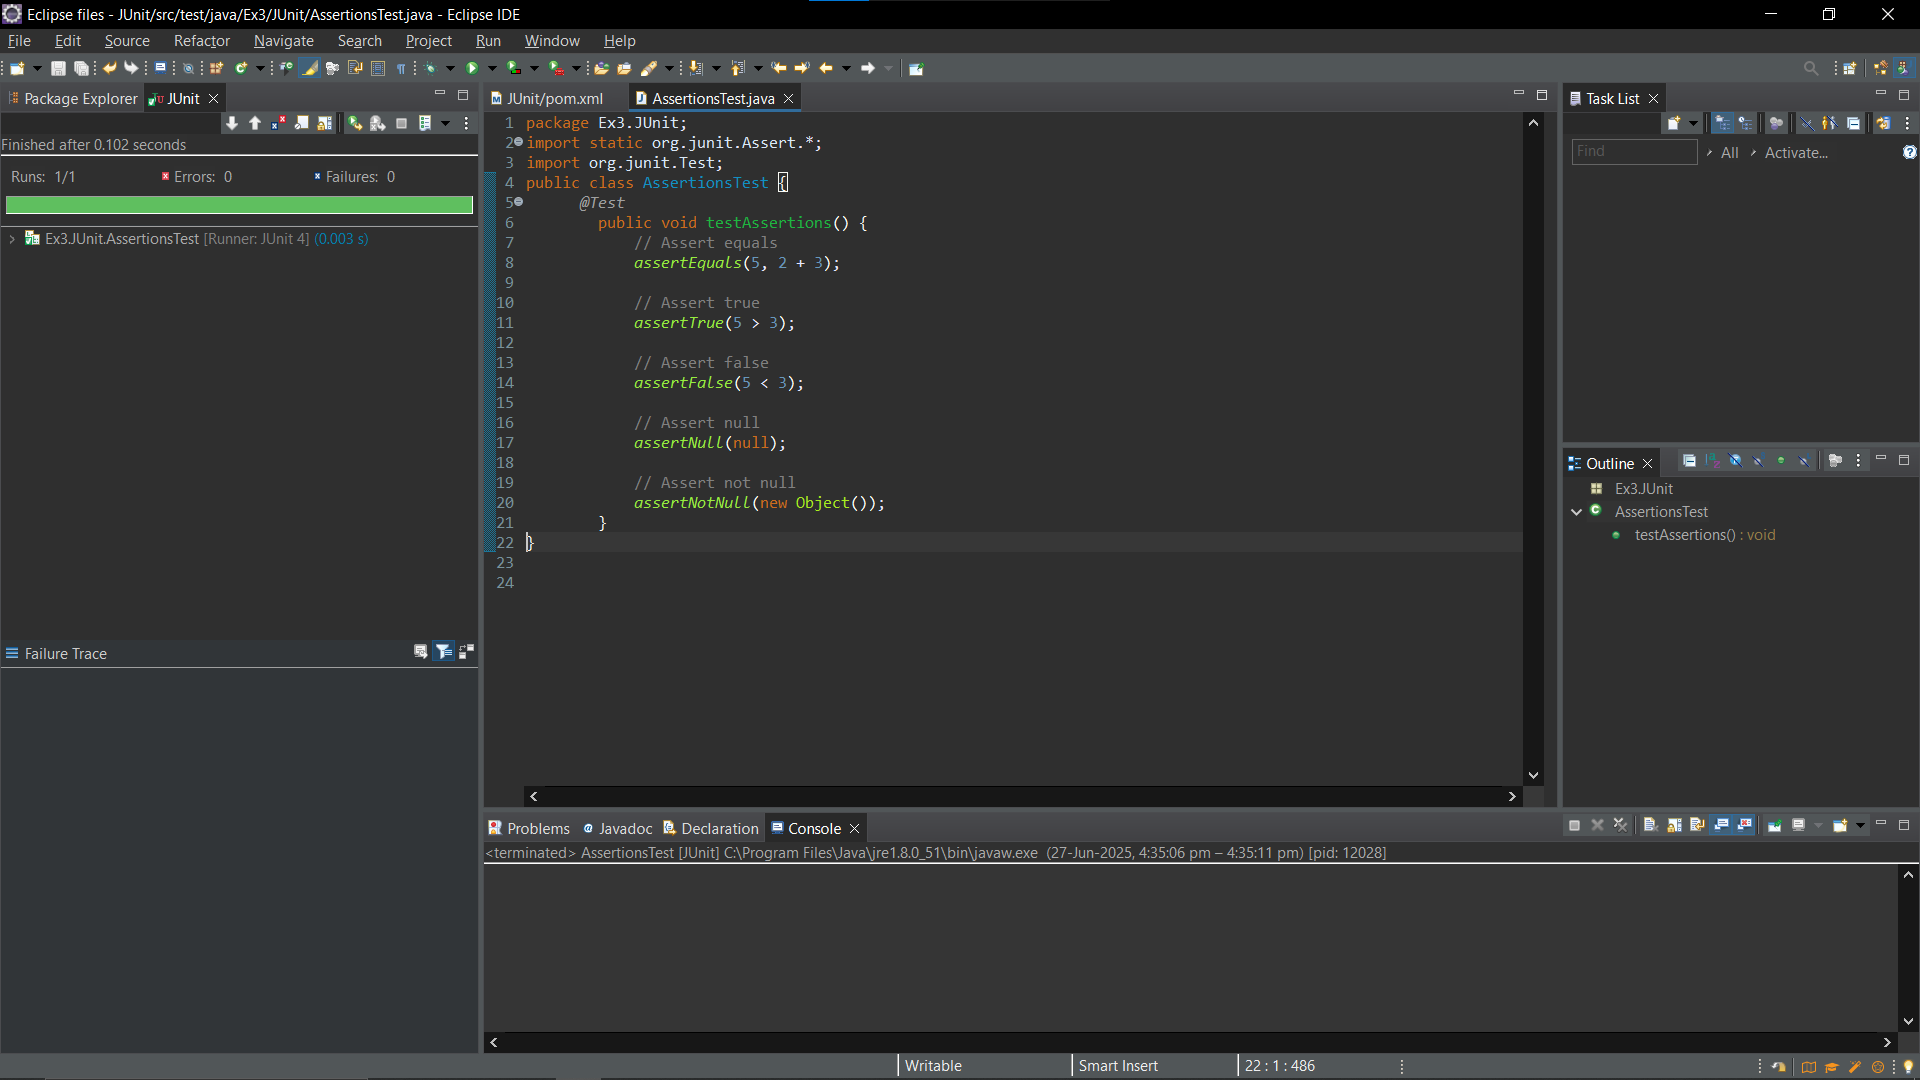 Eclipse files - JUnit/src/test/java/Ex3/JUnit/AssertionsTest.java - Eclipse IDE
File Edit Source Refactor Navigate Search Project Run Window Help
Package Explorer JUnit
Finished after 0.102 seconds
Runs: 1/1 Errors: 0 Failures: 0
Ex3.JUnit.AssertionsTest [Runner: JUnit 4] (0.003 s)
Failure Trace
JUnit/pom.xml AssertionsTest.java
1 package Ex3.JUnit;
2 import static org.junit.Assert.*;
3 import org.junit.Test;
4 public class AssertionsTest {
5 @Test
6 public void testAssertions() {
7 // Assert equals
8 assertEquals(5, 2 + 3);
9
10 // Assert true
11 assertTrue(5 > 3);
12
13 // Assert false
14 assertFalse(5 < 3);
15
16 // Assert null
17 assertNull(null);
18
19 // Assert not null
20 assertNotNull(new Object());
21 }
22 }
23
24
Task List
Find All Activate...
Outline
Ex3.JUnit
AssertionsTest
testAssertions() : void
Problems Javadoc Declaration Console
<terminated> AssertionsTest [JUnit] C:\Program Files\Java\jre1.8.0_51\bin\javaw.exe (27-Jun-2025, 4:35:06 pm – 4:35:11 pm) [pid: 12028]
Writable Smart Insert 22 : 1 : 486